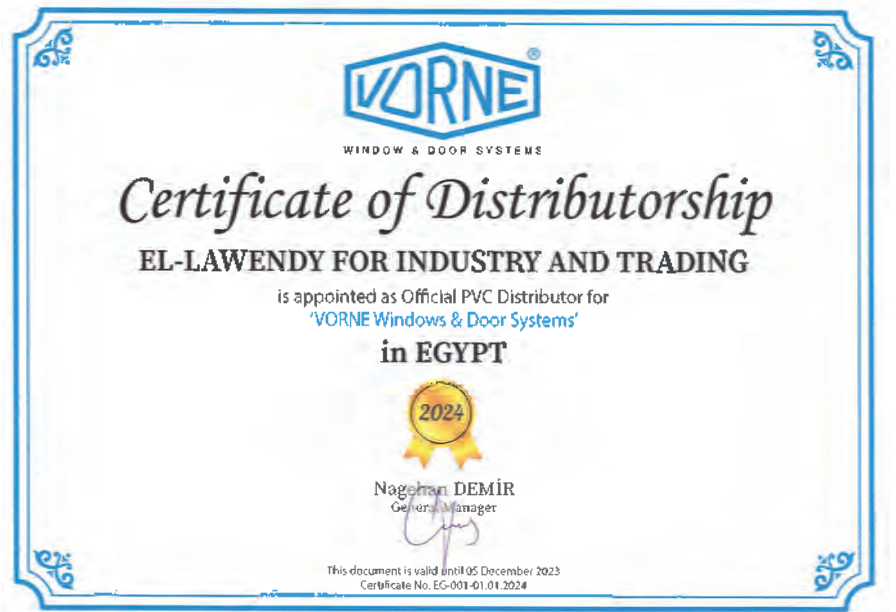 VORNE®
WINDOW & DOOR SYSTEMS
Certificate of Distributorship
EL-LAWENDY FOR INDUSTRY AND TRADING
is appointed as Official PVC Distributor for
'VORNE Windows & Door Systems'
in EGYPT
2024
Nagehan DEMİR
General Manager
This document is valid until 05 December 2023
Certificate No. EG-001-01.01.2024